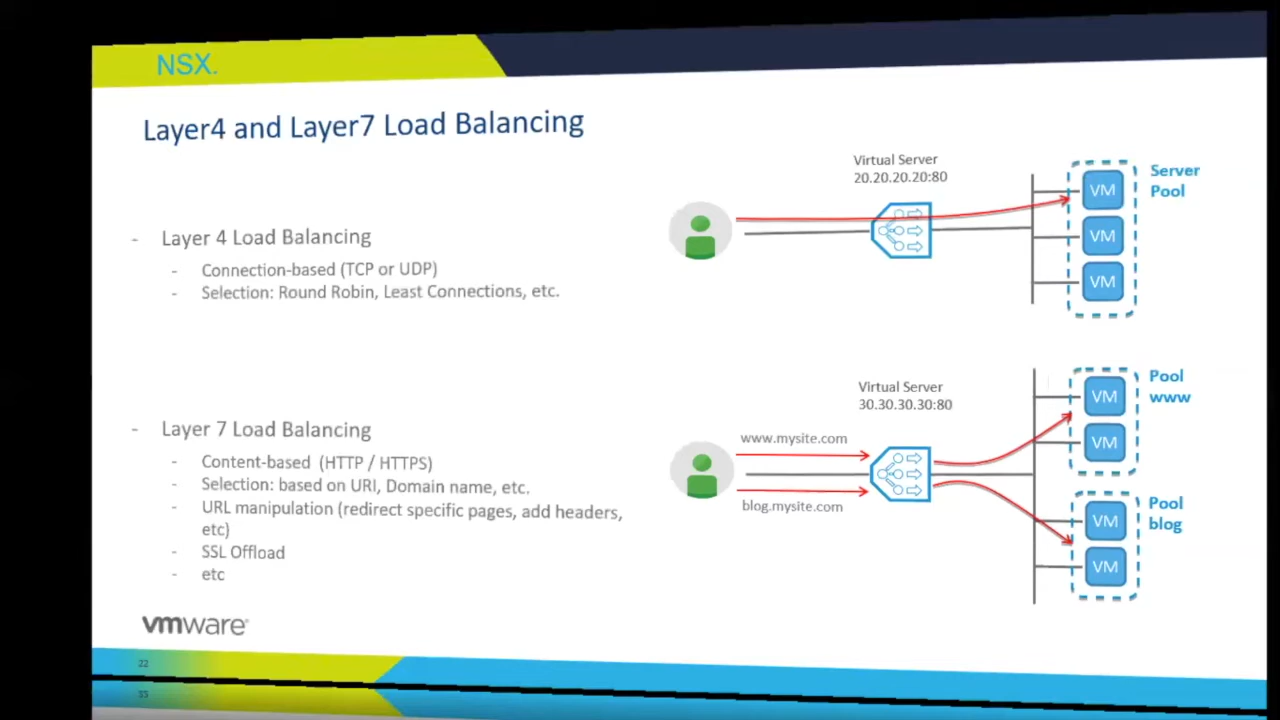 NSX.
Layer4 and Layer7 Load Balancing
- Layer 4 Load Balancing
- Connection-based (TCP or UDP)
- Selection: Round Robin, Least Connections, etc.
Virtual Server
20.20.20.20:80
VM
VM
VM
Server
Pool
- Layer 7 Load Balancing
- Content-based (HTTP / HTTPS)
- Selection: based on URI, Domain name, etc.
- URL manipulation (redirect specific pages, add headers,
etc)
- SSL Offload
- etc
Virtual Server
30.30.30.30:80
www.mysite.com
blog.mysite.com
VM
VM
Pool
www
VM
VM
Pool
blog
vmware
22